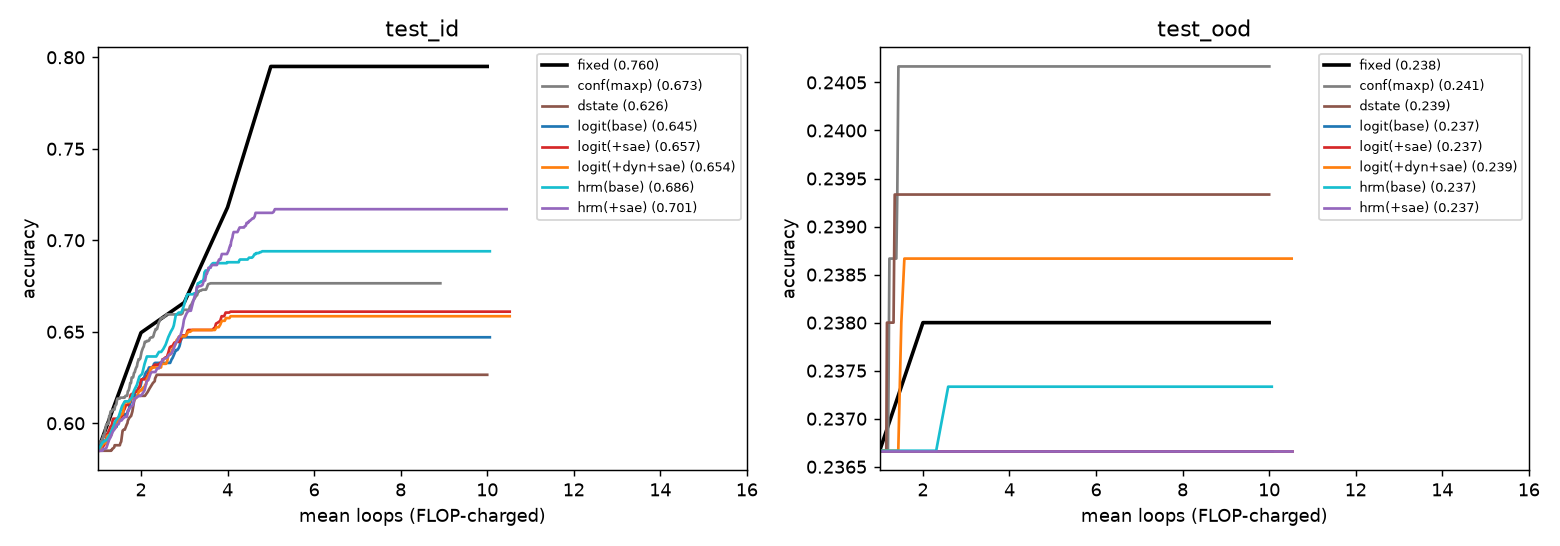 test_id
accuracy
0.80
0.75
0.70
0.65
0.60
fixed (0.760)
conf(maxp) (0.673)
dstate (0.626)
logit(base) (0.645)
logit(+sae) (0.657)
logit(+dyn+sae) (0.654)
hrm(base) (0.686)
hrm(+sae) (0.701)
2 4 6 8 10 12 14 16
mean loops (FLOP-charged)
test_ood
accuracy
0.2405
0.2400
0.2395
0.2390
0.2385
0.2380
0.2375
0.2370
0.2365
fixed (0.238)
conf(maxp) (0.241)
dstate (0.239)
logit(base) (0.237)
logit(+sae) (0.237)
logit(+dyn+sae) (0.239)
hrm(base) (0.237)
hrm(+sae) (0.237)
2 4 6 8 10 12 14 16
mean loops (FLOP-charged)